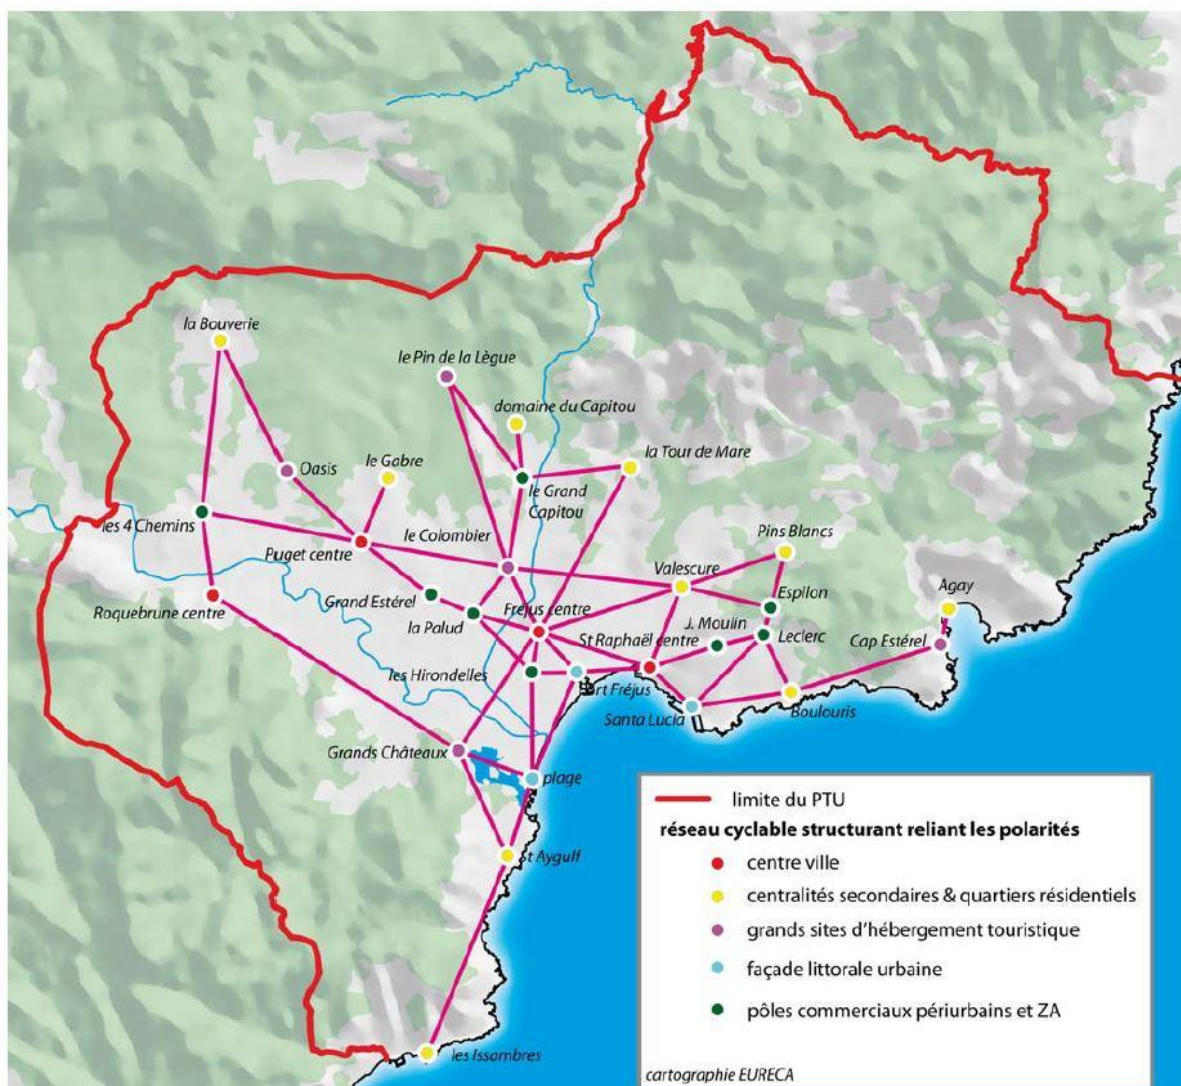 la Bouverie
le Pin de la Lègue
domaine du Capitou
Oasis
le Gabre
la Tour de Mare
le Grand
Capitou
les 4 Chemins
le Colombier
Puget centre
Pins Blancs
Valescure
Agay
Grand Estérel
Roquebrune centre
Fréjus centre
Espilon
la Palud
J. Moulin
St Raphaël centre
Leclerc
Cap Estérel
les Hirondelles
Port Fréjus
Santa Lucia
Boulouris
Grands Châteaux
plage
St Aygulf
les Issambres
limite du PTU
réseau cyclable structurant reliant les polarités
centre ville
centralités secondaires & quartiers résidentiels
grands sites d'hébergement touristique
façade littorale urbaine
pôles commerciaux périurbains et ZA
cartographie EURECA